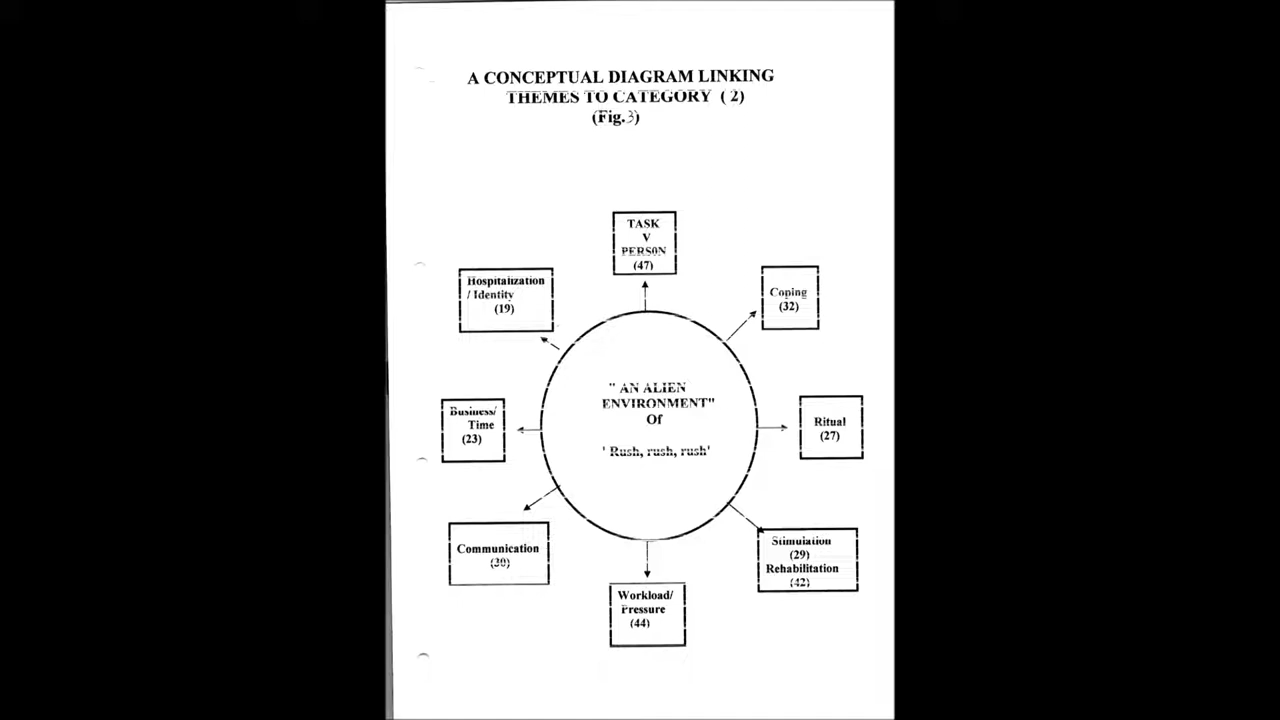 A CONCEPTUAL DIAGRAM LINKING
THEMES TO CATEGORY ( 2)
(Fig.3)
TASK
V
PERSON
(47)
Hospitalization
/ Identity
(19)
Coping
(32)
" AN ALIEN
ENVIRONMENT"
Of
' Rush, rush, rush'
Business/
Time
(23)
Ritual
(27)
Communication
(30)
Stimulation
(29)
Rehabilitation
(42)
Workload/
Pressure
(44)